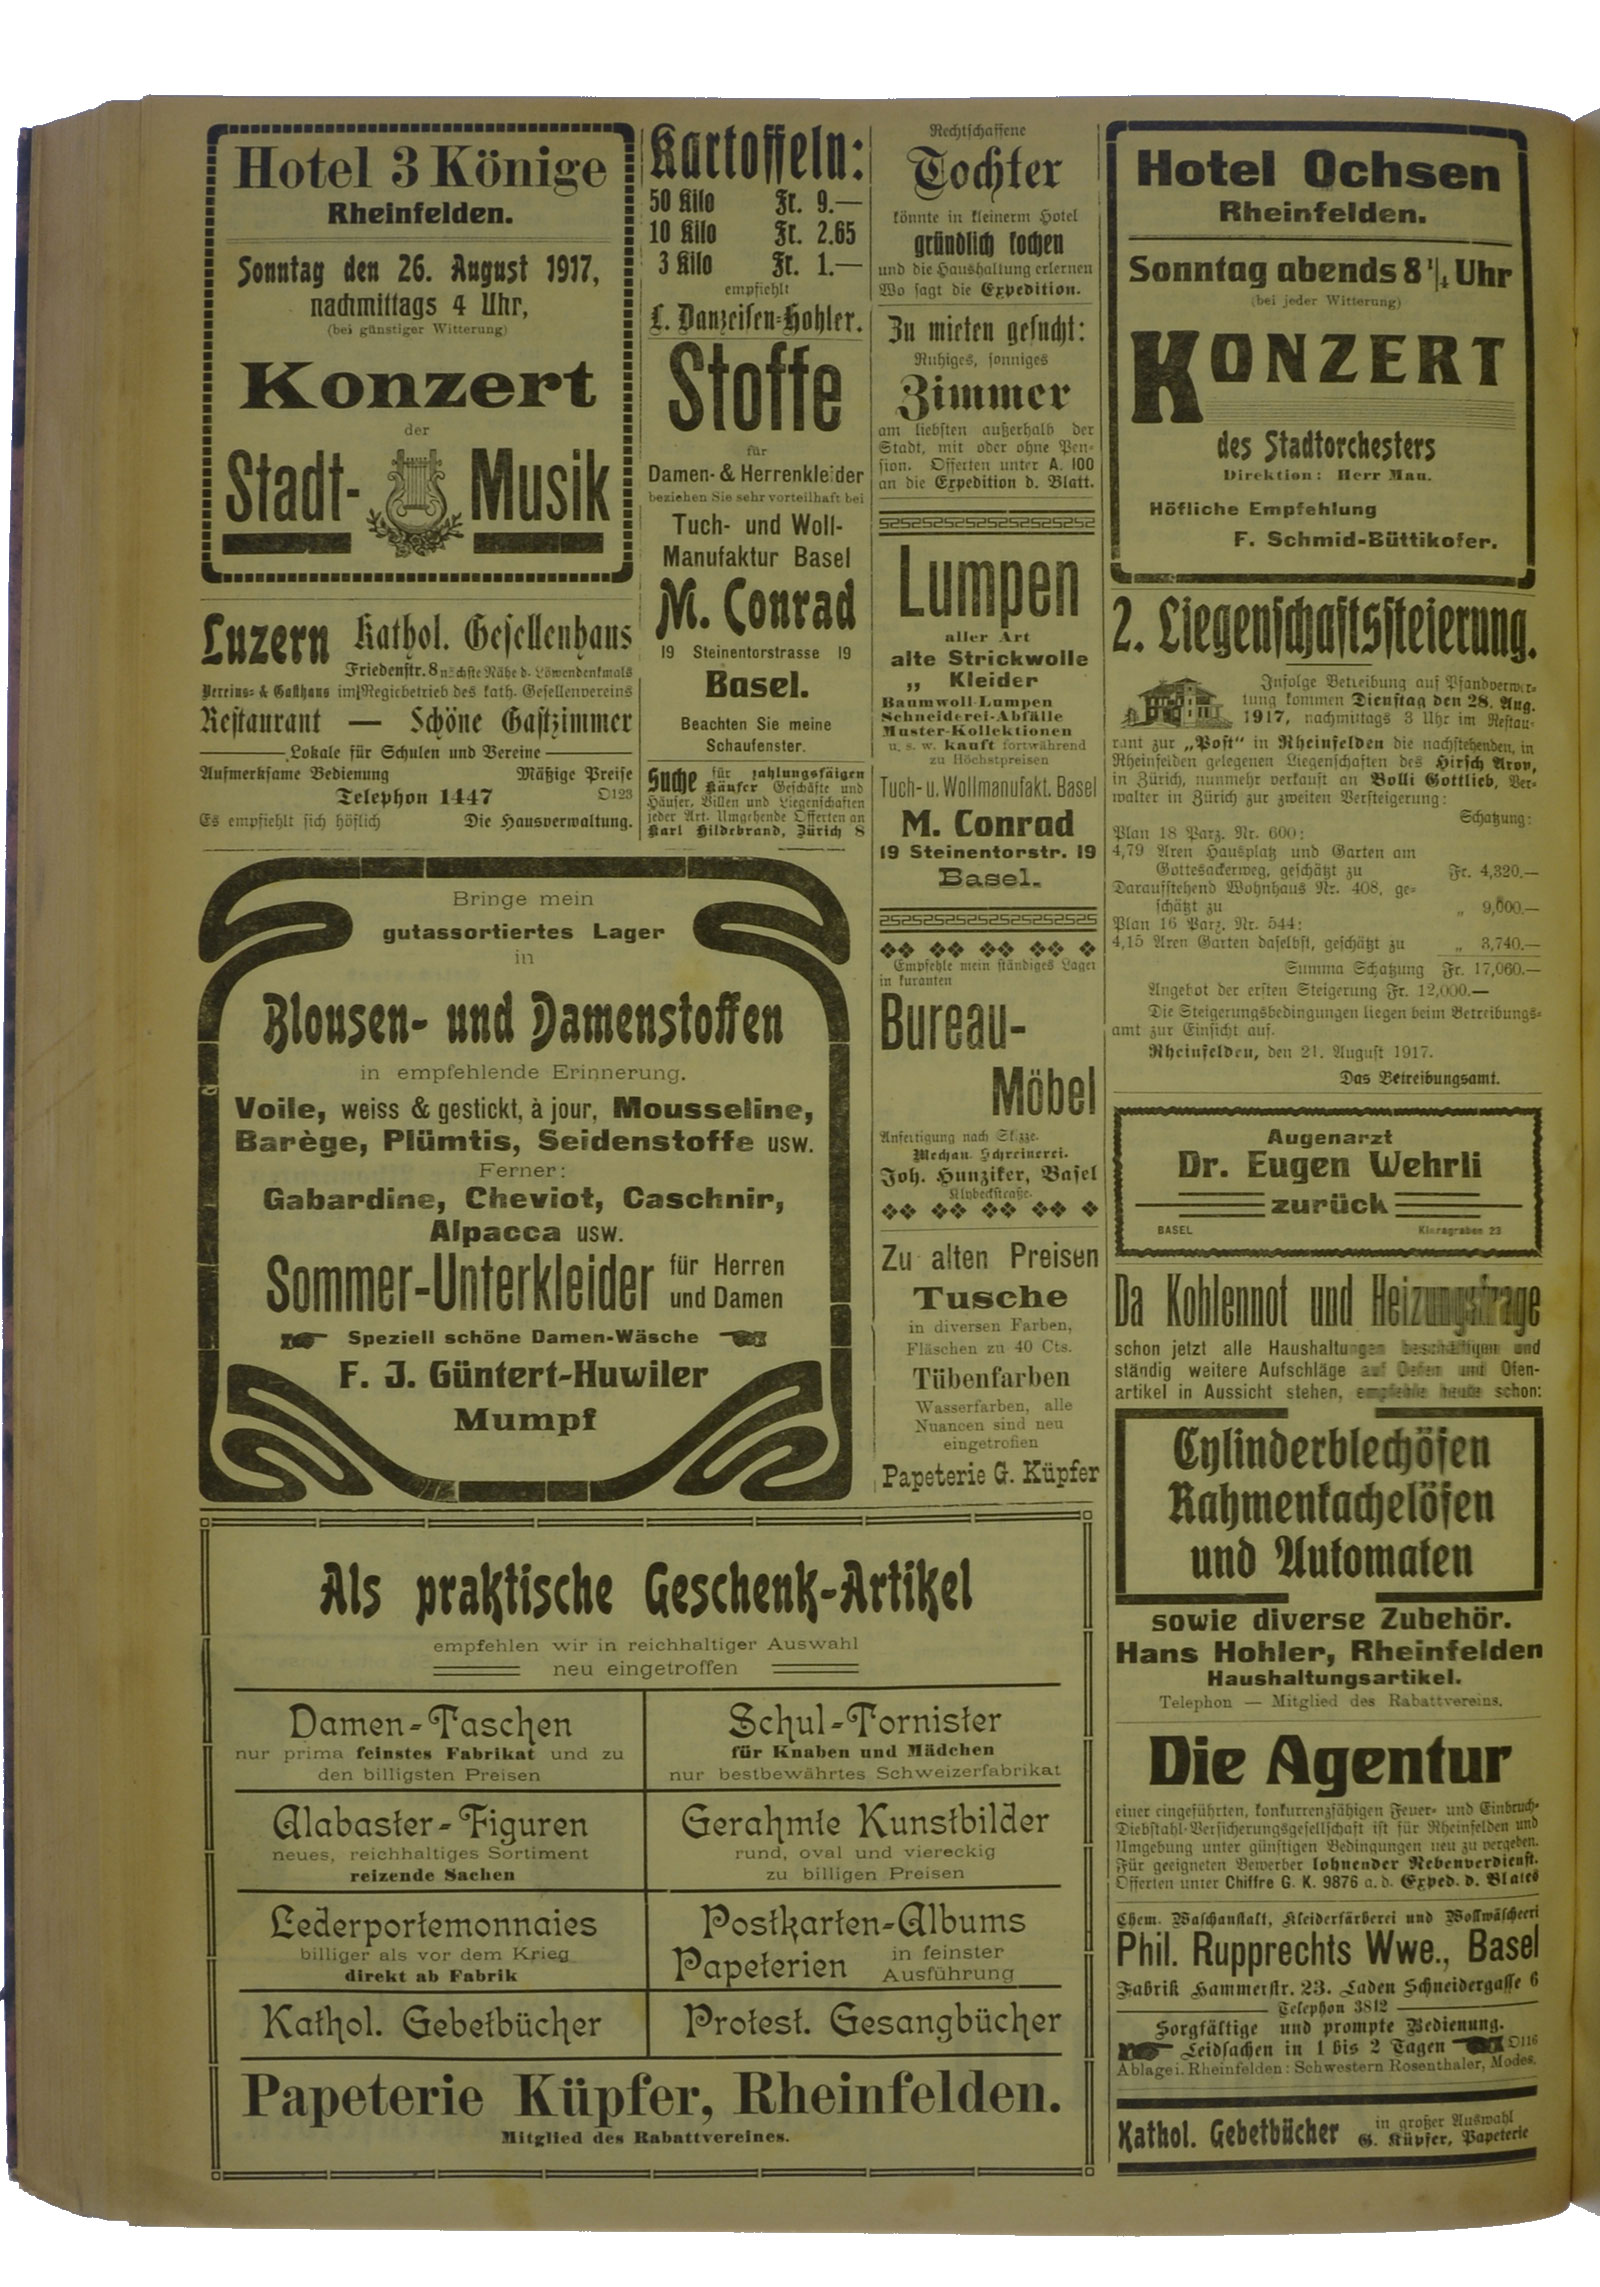 Hotel 3 Könige
Rheinfelden.
Sonntag den 26. August 1917,
nachmittags 4 Uhr,
(bei günstiger Witterung)
Konzert
der
Stadt-Musik
Luzern Kathol. Gesellenhaus
Friedenstr. 8 nächste Nähe d. Löwendenkmals
Vereins- & Gasthaus im Regiebetrieb des kath. Gesellenvereins
Restaurant — Schöne Gastzimmer
Lokale für Schulen und Vereine
Aufmerksame Bedienung Mäßige Preise
Telephon 1447 O123
Es empfiehlt sich höflich Die Hausverwaltung.
Kartoffeln:
50 Kilo Fr. 9.—
10 Kilo Fr. 2.65
3 Kilo Fr. 1.—
empfiehlt
L. Danzeisen-Hohler.
Stoffe
für
Damen- & Herrenkleider
beziehen Sie sehr vorteilhaft bei
Tuch- und Woll-
Manufaktur Basel
M. Conrad
19 Steinentorstrasse 19
Basel.
Beachten Sie meine
Schaufenster.
Suche für zahlungsfäigen
Käufer Geschäfte und
Häuser, Villen und Liegenschaften
jeder Art. Umgehende Offerten an
Karl Hildebrand, Zürich 8
Bringe mein
gutassortiertes Lager
in
Blousen- und Damenstoffen
in empfehlende Erinnerung.
Voile, weiss & gestickt, à jour, Mousseline,
Barège, Plümtis, Seidenstoffe usw.
Ferner:
Gabardine, Cheviot, Caschnir,
Alpacca usw.
Sommer-Unterkleider für Herren
und Damen
Speziell schöne Damen-Wäsche
F. J. Güntert-Huwiler
Mumpf
Rechtschaffene
Tochter
könnte in kleinerm Hotel
gründlich kochen
und die Haushaltung erlernen
Wo sagt die Expedition.
Zu mieten gesucht:
Ruhiges, sonniges
Zimmer
am liebsten außerhalb der
Stadt, mit oder ohne Pen-
sion. Offerten unter A. 100
an die Expedition d. Blatt.
Lumpen
aller Art
alte Strickwolle
„ Kleider
Baumwoll-Lumpen
Schneiderei-Abfälle
Muster-Kollektionen
u. s. w. kauft fortwährend
zu Höchstpreisen
Tuch- u. Wollmanufakt. Basel
M. Conrad
19 Steinentorstr. 19
Basel.
Empfehle mein ständiges Lager
in kuranten
Bureau-
Möbel
Anfertigung nach Skizze.
Mechan. Schreinerei.
Joh. Hunziker, Basel
Klybeckstraße.
Zu alten Preisen
Tusche
in diversen Farben,
Fläschen zu 40 Cts.
Tübenfarben
Wasserfarben, alle
Nuancen sind neu
eingetroffen
Papeterie G. Küpfer
Als praktische Geschenk-Artikel
empfehlen wir in reichhaltiger Auswahl
neu eingetroffen
Damen-Taschen
nur prima feinstes Fabrikat und zu
den billigsten Preisen
Schul-Tornister
für Knaben und Mädchen
nur bestbewährtes Schweizerfabrikat
Alabaster-Figuren
neues, reichhaltiges Sortiment
reizende Sachen
Gerahmte Kunstbilder
rund, oval und viereckig
zu billigen Preisen
Lederportemonnaies
billiger als vor dem Krieg
direkt ab Fabrik
Postkarten-Albums
Papeterien in feinster
Ausführung
Kathol. Gebetbücher
Protest. Gesangbücher
Papeterie Küpfer, Rheinfelden.
Mitglied des Rabattvereines.
Hotel Ochsen
Rheinfelden.
Sonntag abends 8 1/4 Uhr
(bei jeder Witterung)
KONZERT
des Stadtorchesters
Direktion: Herr Mau.
Höfliche Empfehlung
F. Schmid-Büttikofer.
2. Liegenschaftssteierung.
Infolge Betreibung auf Pfandverwer-
tung kommen Dienstag den 28. Aug.
1917, nachmittags 3 Uhr im Restau-
rant zur „Post" in Rheinfelden die nachstehenden, in
Rheinfelden gelegenen Liegenschaften des Hirsch Aron,
in Zürich, nunmehr verkauft an Bolli Gottlieb, Ver-
walter in Zürich zur zweiten Versteigerung:
Schatzung:
Plan 18 Parz. Nr. 600:
4,79 Aren Hausplatz und Garten am
Gottesackerweg, geschätzt zu Fr. 4,320.—
Daraufstehend Wohnhaus Nr. 408, ge-
schätzt zu „ 9,000.—
Plan 16 Parz. Nr. 544:
4,15 Aren Garten daselbst, geschätzt zu „ 3,740.—
Summa Schatzung Fr. 17,060.—
Angebot der ersten Steigerung Fr. 12,000.—
Die Steigerungsbedingungen liegen beim Betreibungs-
amt zur Einsicht auf.
Rheinfelden, den 21. August 1917.
Das Betreibungsamt.
Augenarzt
Dr. Eugen Wehrli
zurück
BASEL Klaragraben 23
Da Kohlennot und Heizungsfrage
schon jetzt alle Haushaltungen beschäftigen und
ständig weitere Aufschläge auf Oefen und Ofen-
artikel in Aussicht stehen, empfehle heute schon:
Cylinderblechöfen
Rahmenkachelöfen
und Automaten
sowie diverse Zubehör.
Hans Hohler, Rheinfelden
Haushaltungsartikel.
Telephon — Mitglied des Rabattvereins.
Die Agentur
einer eingeführten, konkurrenzfähigen Feuer- und Einbruch-
Diebstahl-Versicherungsgesellschaft ist für Rheinfelden und
Umgebung unter günstigen Bedingungen neu zu vergeben.
Für geeigneten Bewerber lohnender Nebenverdienst.
Offerten unter Chiffre G. K. 9876 a. d. Exped. d. Blates
Chem. Waschanstalt, Kleiderfärberei und Wollwäscheeri
Phil. Rupprechts Wwe., Basel
Fabrik Hammerstr. 23. Laden Schneidergasse 6
Telephon 3812
Sorgfältige und prompte Bedienung.
Leidsachen in 1 bis 2 Tagen O116
Ablage i. Rheinfelden: Schwestern Rosenthaler, Modes.
Kathol. Gebetbücher in großer Auswahl
G. Küpfer, Papeterie